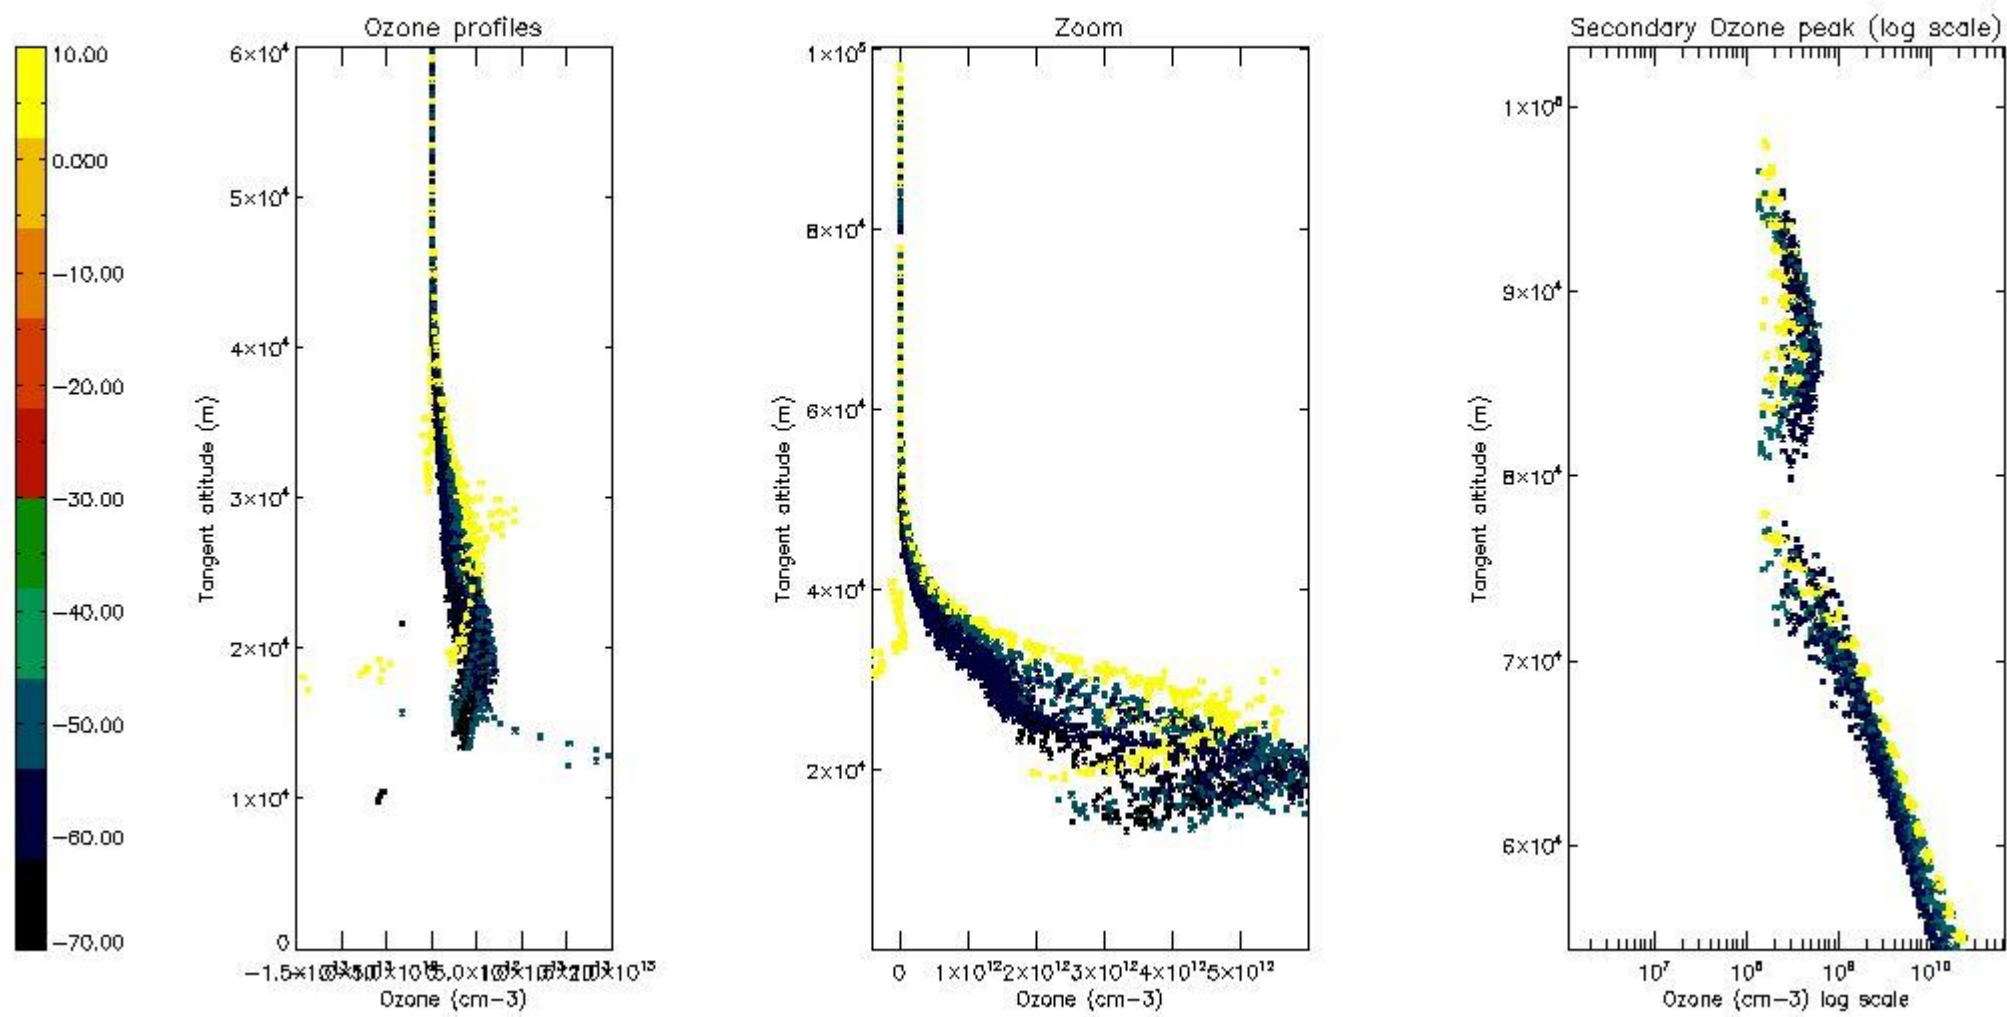 Ozone profiles
Zoom
Secondary Ozone peak (log scale)
10.00
0.000
−10.00
−20.00
−30.00
−40.00
−50.00
−60.00
−70.00
6×10⁴
5×10⁴
4×10⁴
3×10⁴
2×10⁴
1×10⁴
0
Tangent altitude (m)
Ozone (cm−3)
1×10⁵
8×10⁴
6×10⁴
4×10⁴
2×10⁴
Tangent altitude (m)
0 1×10¹² 2×10¹² 3×10¹² 4×10¹² 5×10¹²
Ozone (cm−3)
1×10⁵
9×10⁴
8×10⁴
7×10⁴
6×10⁴
Tangent altitude (m)
10⁷ 10⁸ 10⁹ 10¹⁰
Ozone (cm−3) log scale